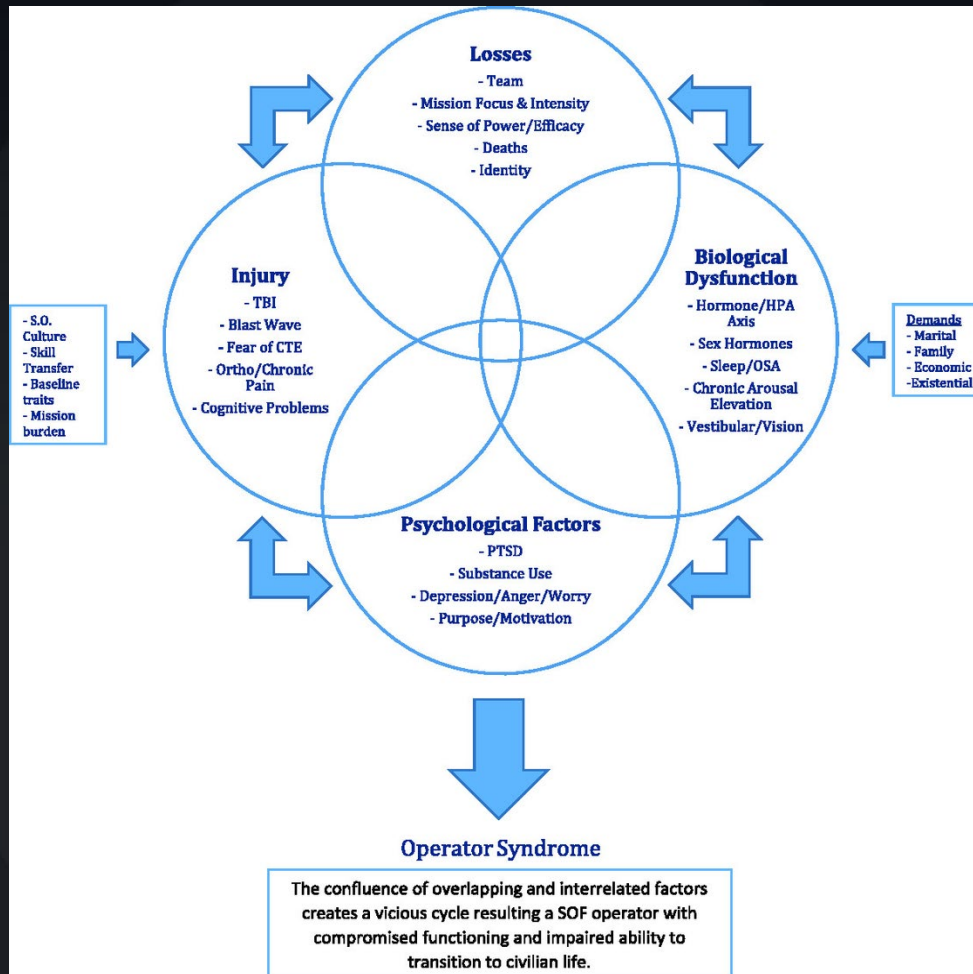 Losses
- Team
- Mission Focus & Intensity
- Sense of Power/Efficacy
- Deaths
- Identity
Injury
- TBI
- Blast Wave
- Fear of CTE
- Ortho/Chronic
Pain
- Cognitive Problems
Biological
Dysfunction
- Hormone/HPA
Axis
- Sex Hormones
- Sleep/OSA
- Chronic Arousal
Elevation
- Vestibular/Vision
- S.O.
Culture
- Skill
Transfer
- Baseline
traits
- Mission
burden
Demands
- Marital
- Family
- Economic
-Existential
Psychological Factors
- PTSD
- Substance Use
- Depression/Anger/Worry
- Purpose/Motivation
Operator Syndrome
The confluence of overlapping and interrelated factors
creates a vicious cycle resulting a SOF operator with
compromised functioning and impaired ability to
transition to civilian life.